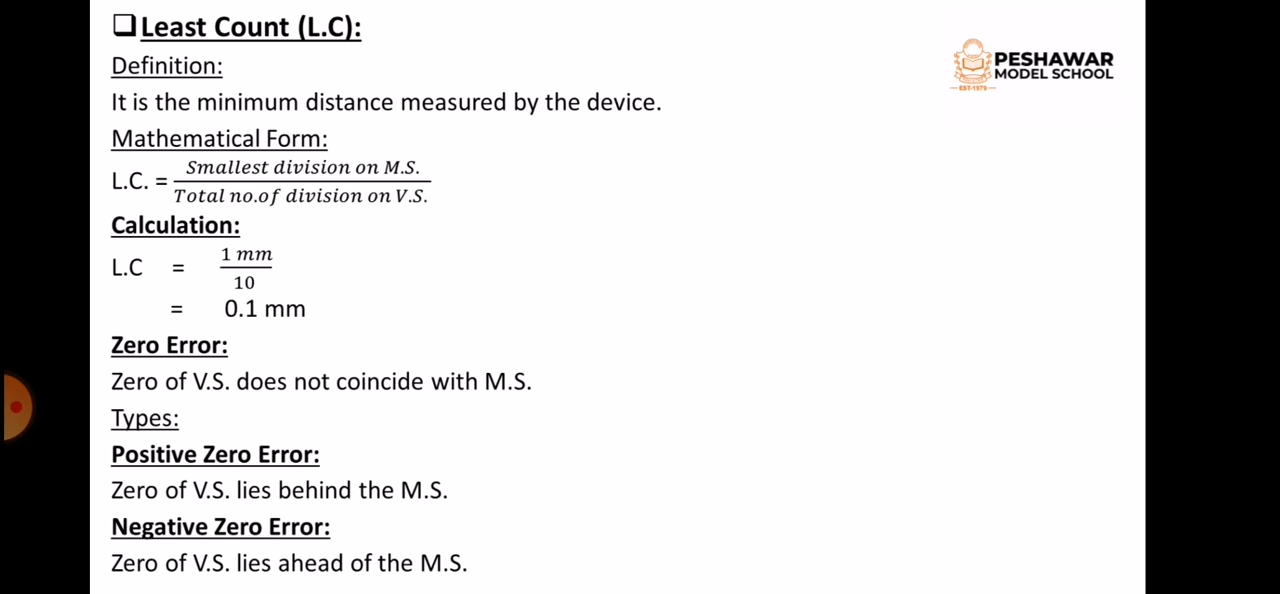 ❑Least Count (L.C):
Definition:
It is the minimum distance measured by the device.
Mathematical Form:
L.C. = Smallest division on M.S. / Total no.of division on V.S.
Calculation:
L.C = 1 mm / 10
= 0.1 mm
Zero Error:
Zero of V.S. does not coincide with M.S.
Types:
Positive Zero Error:
Zero of V.S. lies behind the M.S.
Negative Zero Error:
Zero of V.S. lies ahead of the M.S.
PESHAWAR
MODEL SCHOOL
EST-1979